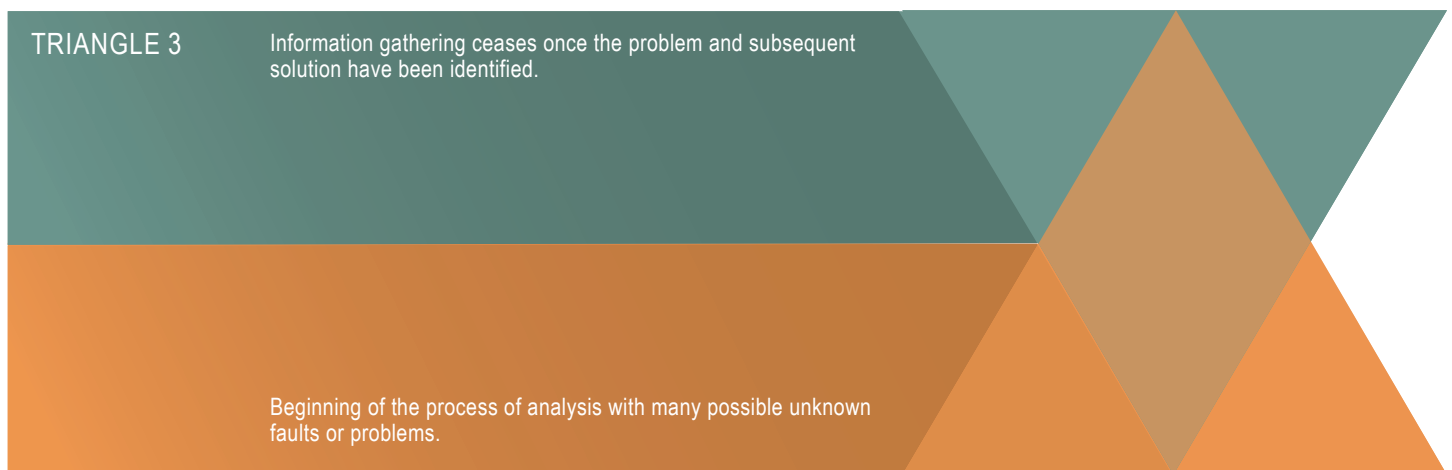 TRIANGLE 3
Information gathering ceases once the problem and subsequent
solution have been identified.
Beginning of the process of analysis with many possible unknown
faults or problems.